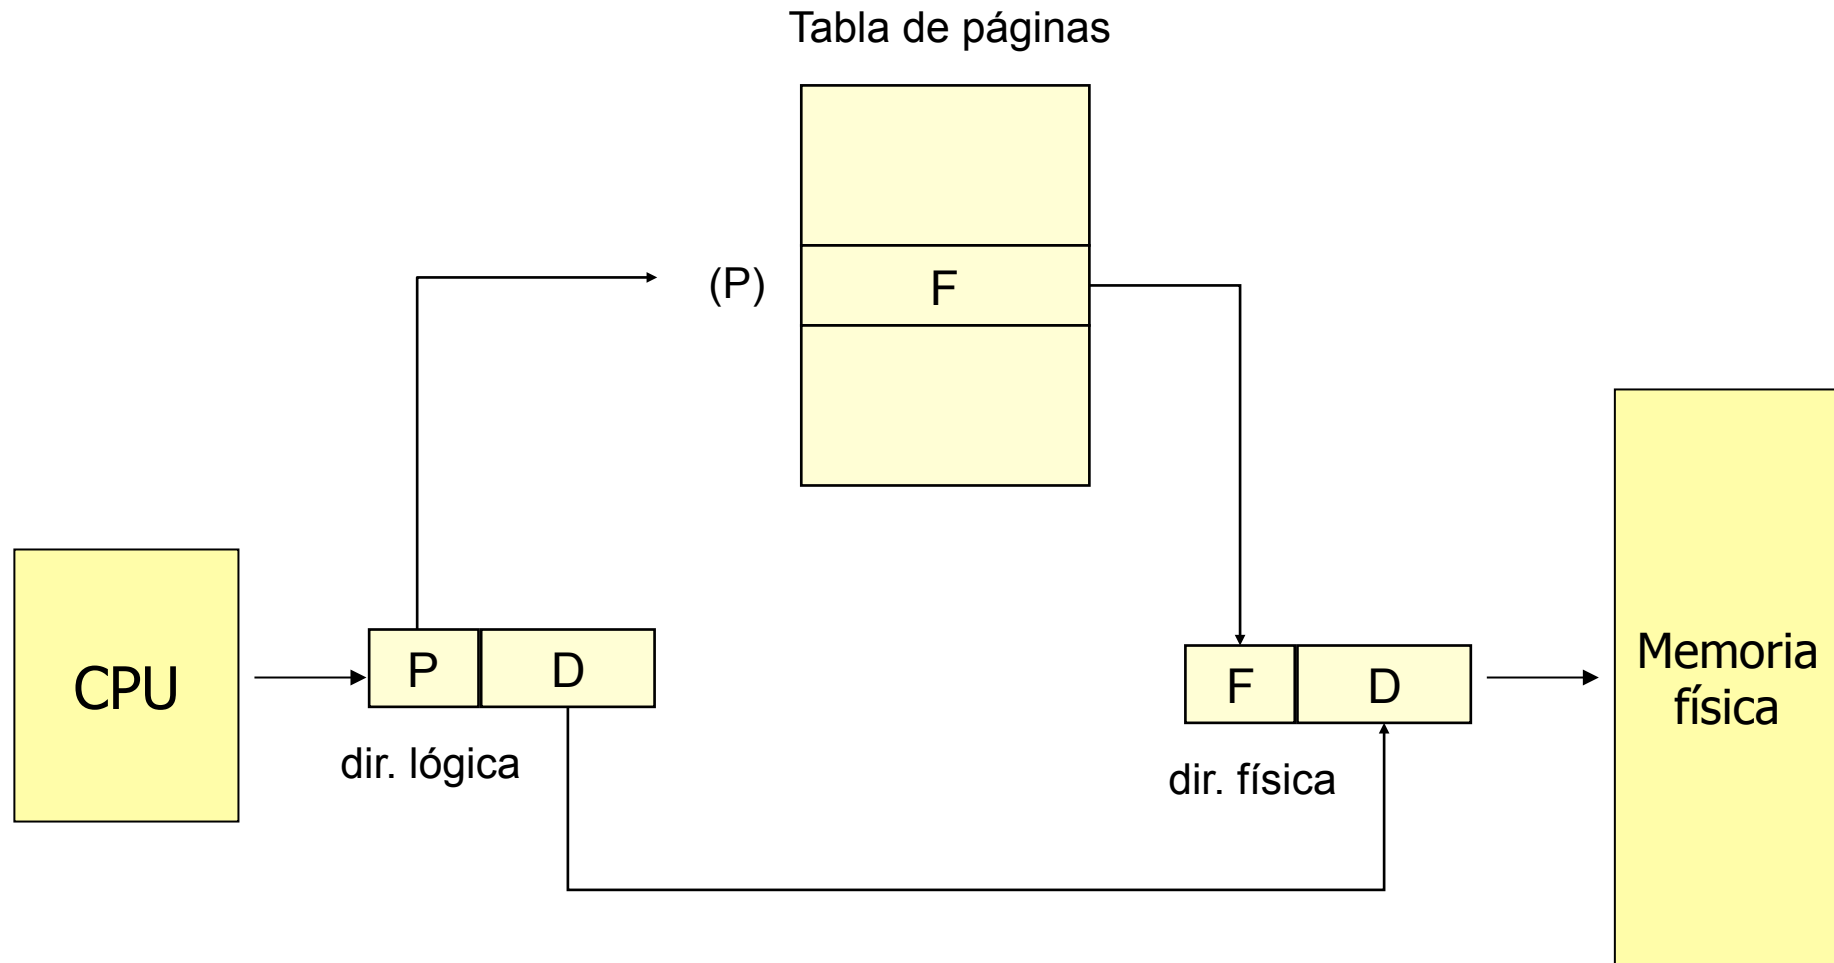 Tabla de páginas
(P)
F
CPU
P
D
dir. lógica
F
D
dir. física
Memoria
física